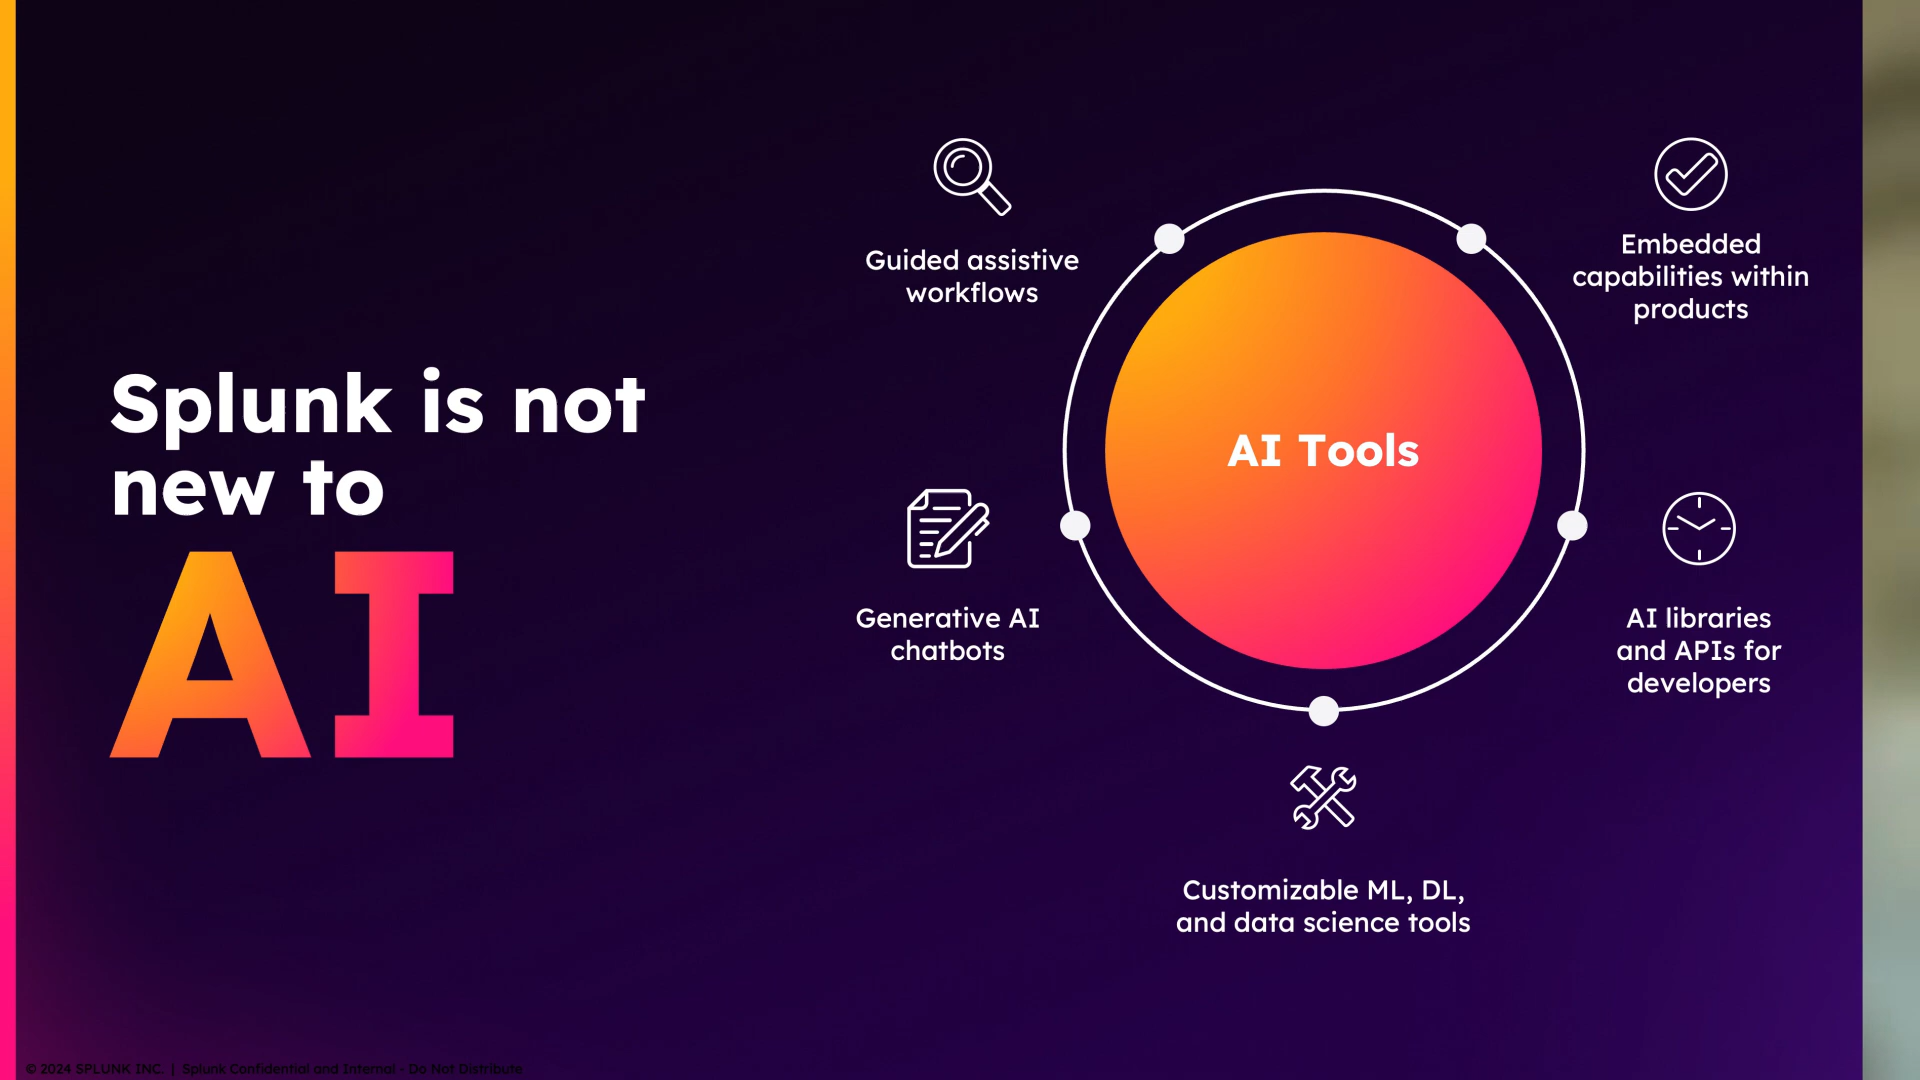 Splunk is not
new to
AI
Guided assistive
workflows
Embedded
capabilities within
products
AI Tools
Generative AI
chatbots
AI libraries
and APIs for
developers
Customizable ML, DL,
and data science tools
© 2024 SPLUNK INC. | Splunk Confidential and Internal - Do Not Distribute